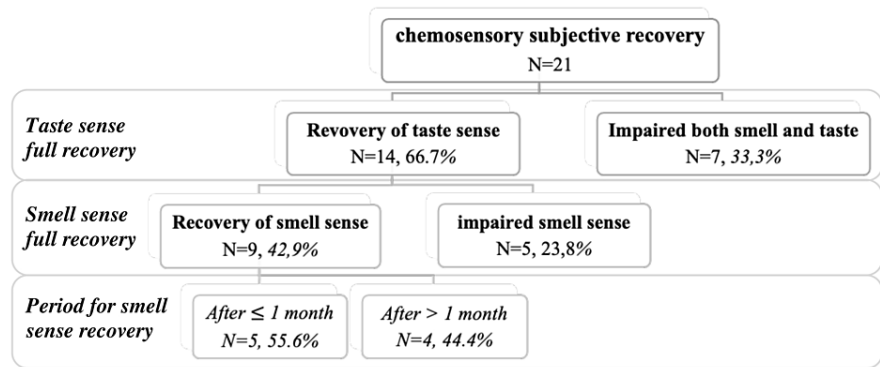 chemosensory subjective recovery
N=21
Taste sense
full recovery
Revovery of taste sense
N=14, 66.7%
Impaired both smell and taste
N=7, 33,3%
Smell sense
full recovery
Recovery of smell sense
N=9, 42,9%
impaired smell sense
N=5, 23,8%
Period for smell
sense recovery
After ≤ 1 month
N=5, 55.6%
After > 1 month
N=4, 44.4%